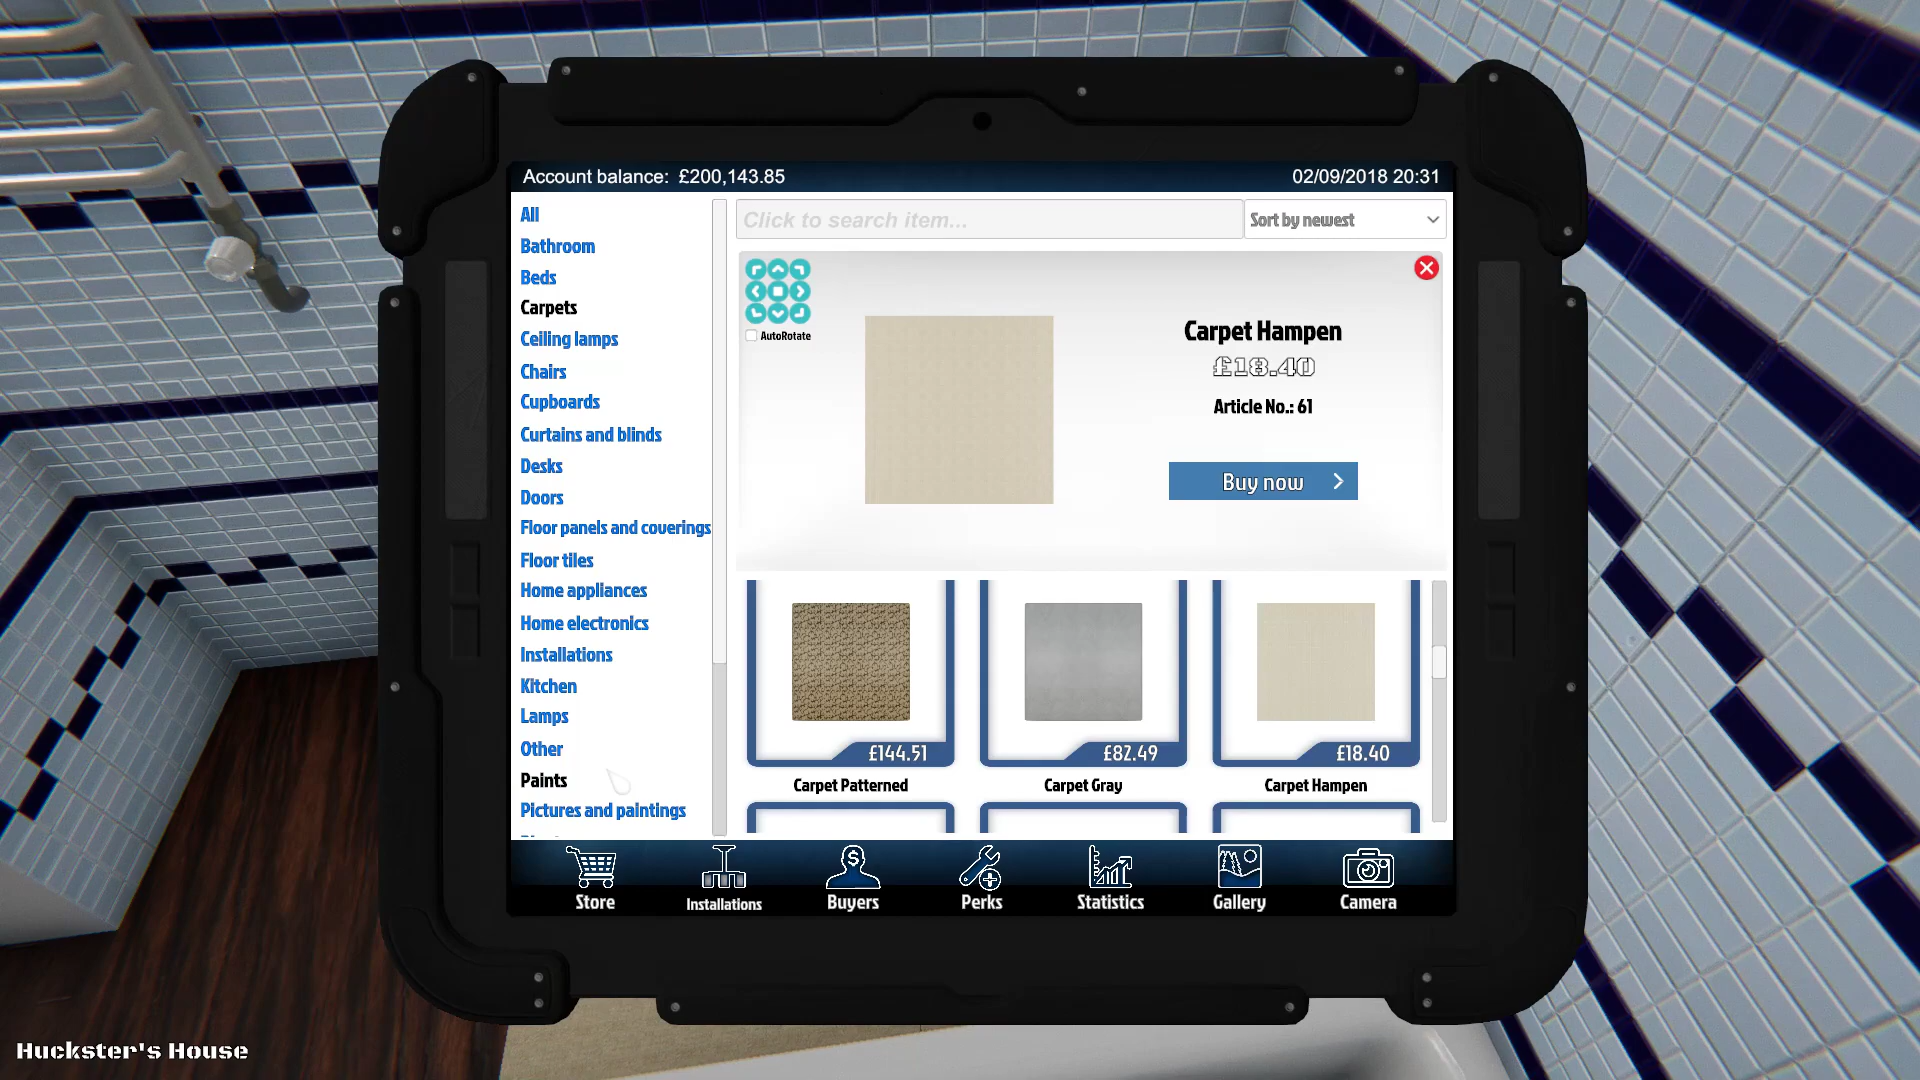 Account balance: £200,143.85
02/09/2018 20:31
All
Bathroom
Beds
Carpets
Ceiling lamps
Chairs
Cupboards
Curtains and blinds
Desks
Doors
Floor panels and coverings
Floor tiles
Home appliances
Home electronics
Installations
Kitchen
Lamps
Other
Paints
Pictures and paintings
Click to search item...
Sort by newest
AutoRotate
Carpet Hampen
£18.40
Article No.: 61
Buy now
£144.51
£82.49
£18.40
Carpet Patterned
Carpet Gray
Carpet Hampen
Store
Installations
Buyers
Perks
Statistics
Gallery
Camera
Huckster's House